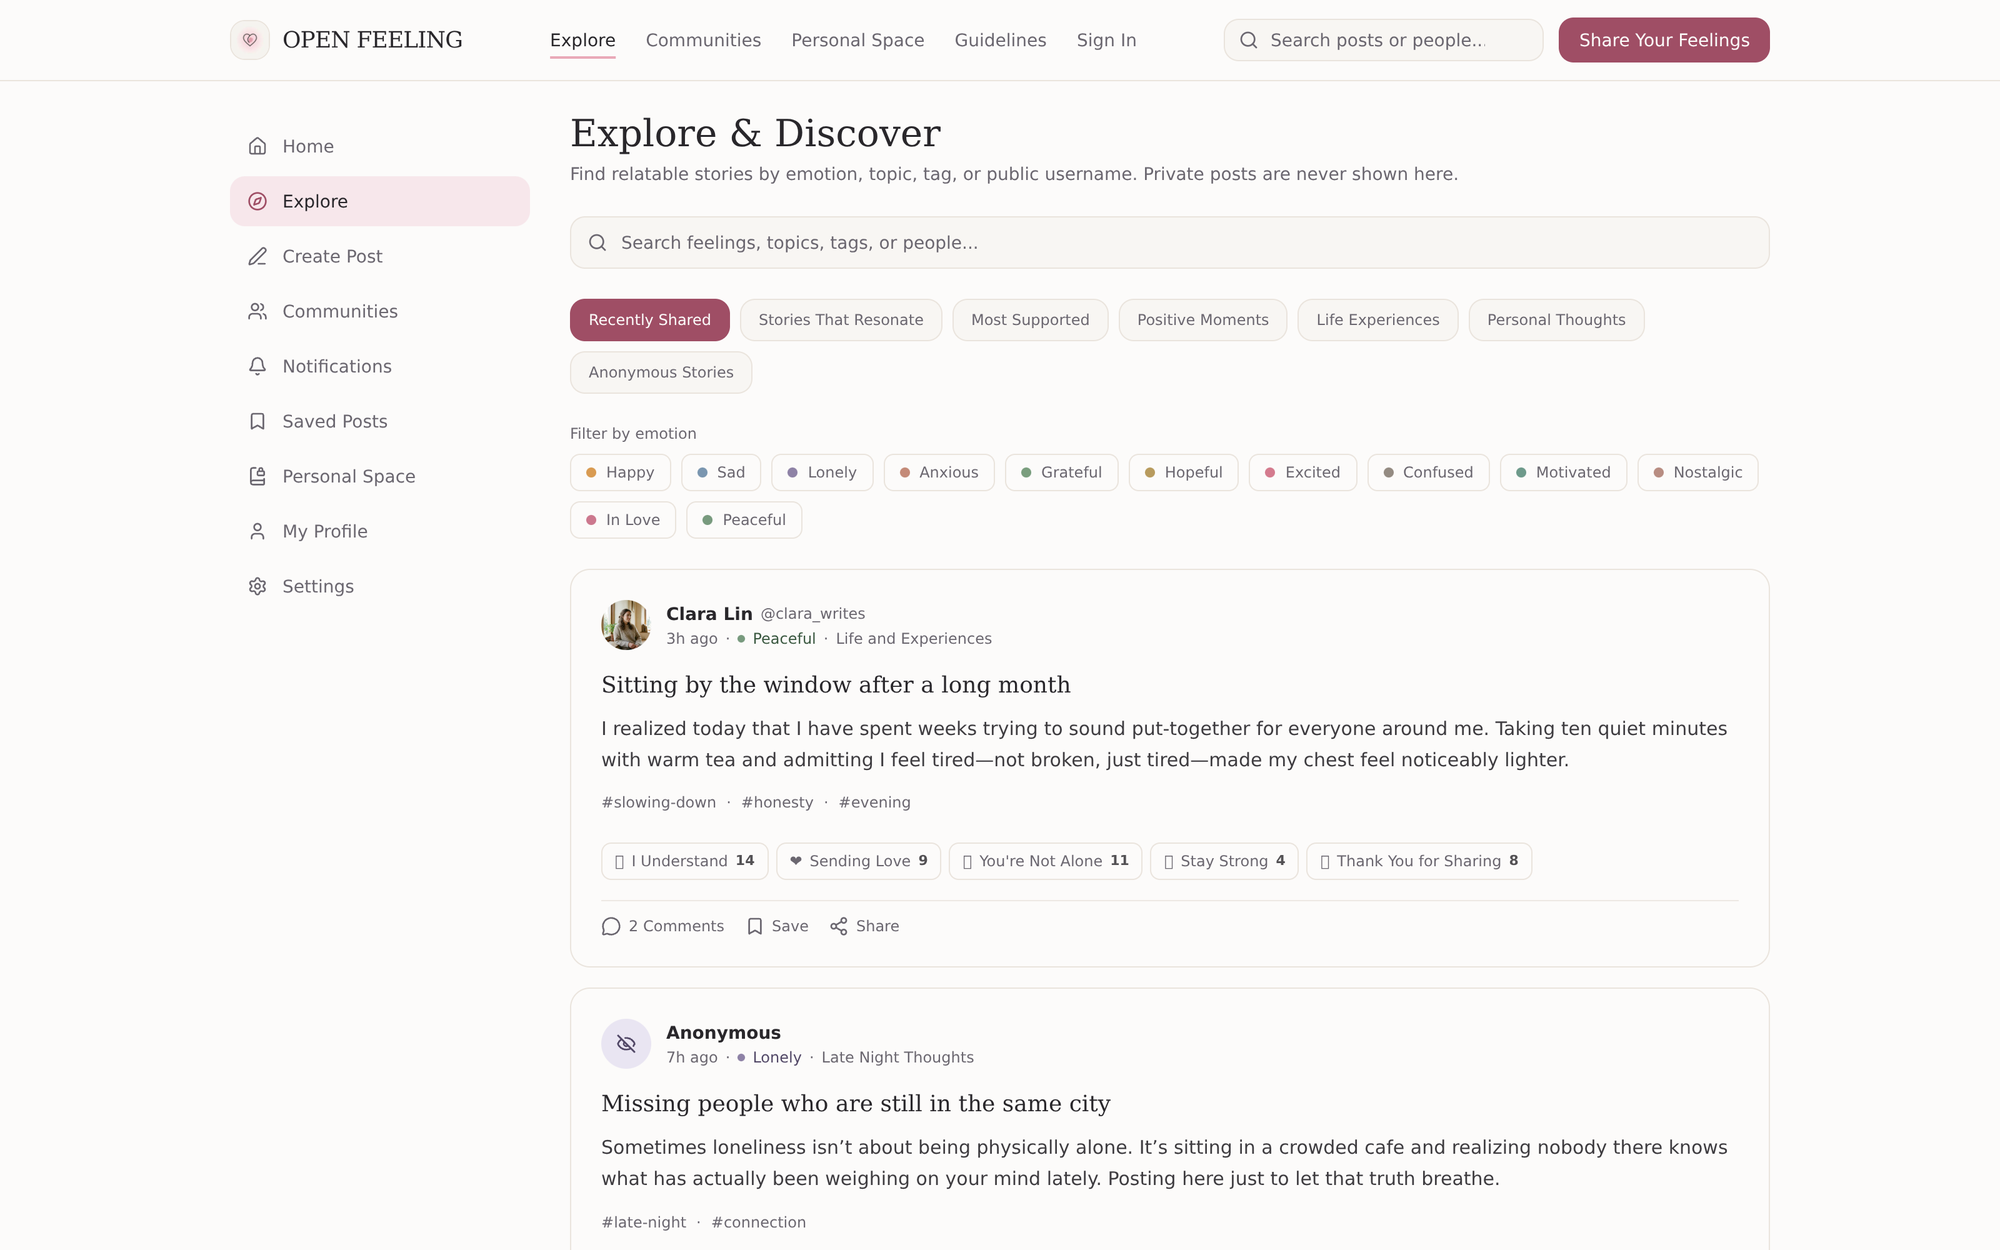 OPEN FEELING
Explore
Communities
Personal Space
Guidelines
Sign In
Search posts or people...
Share Your Feelings
Home
Explore
Create Post
Communities
Notifications
Saved Posts
Personal Space
My Profile
Settings
Explore & Discover
Find relatable stories by emotion, topic, tag, or public username. Private posts are never shown here.
Search feelings, topics, tags, or people...
Recently Shared
Stories That Resonate
Most Supported
Positive Moments
Life Experiences
Personal Thoughts
Anonymous Stories
Filter by emotion
Happy
Sad
Lonely
Anxious
Grateful
Hopeful
Excited
Confused
Motivated
Nostalgic
In Love
Peaceful
Clara Lin @clara_writes
3h ago · Peaceful · Life and Experiences
Sitting by the window after a long month
I realized today that I have spent weeks trying to sound put-together for everyone around me. Taking ten quiet minutes
with warm tea and admitting I feel tired—not broken, just tired—made my chest feel noticeably lighter.
#slowing-down · #honesty · #evening
I Understand 14
❤ Sending Love 9
You're Not Alone 11
Stay Strong 4
Thank You for Sharing 8
2 Comments
Save
Share
Anonymous
7h ago · Lonely · Late Night Thoughts
Missing people who are still in the same city
Sometimes loneliness isn’t about being physically alone. It’s sitting in a crowded cafe and realizing nobody there knows
what has actually been weighing on your mind lately. Posting here just to let that truth breathe.
#late-night · #connection